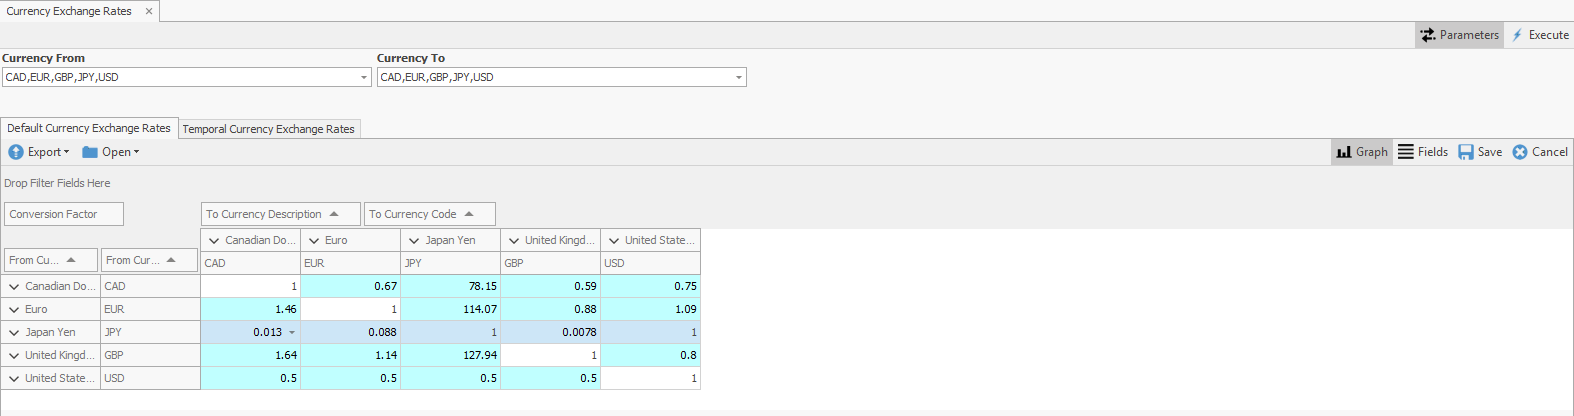 Currency Exchange Rates ×
Parameters Execute
Currency From Currency To
CAD,EUR,GBP,JPY,USD CAD,EUR,GBP,JPY,USD
Default Currency Exchange Rates Temporal Currency Exchange Rates
Export Open Graph Fields Save Cancel
Drop Filter Fields Here
Conversion Factor To Currency Description To Currency Code
Canadian Do... Euro Japan Yen United Kingd... United State...
From Cu... From Cur... CAD EUR JPY GBP USD
Canadian Do... CAD 1 0.67 78.15 0.59 0.75
Euro EUR 1.46 1 114.07 0.88 1.09
Japan Yen JPY 0.013 0.088 1 0.0078 1
United Kingd... GBP 1.64 1.14 127.94 1 0.8
United State... USD 0.5 0.5 0.5 0.5 1